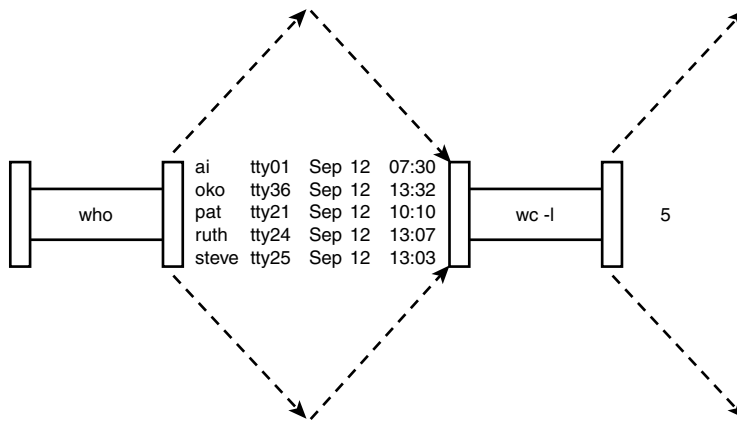 who
ai tty01 Sep 12 07:30
oko tty36 Sep 12 13:32
pat tty21 Sep 12 10:10
ruth tty24 Sep 12 13:07
steve tty25 Sep 12 13:03
wc -l
5